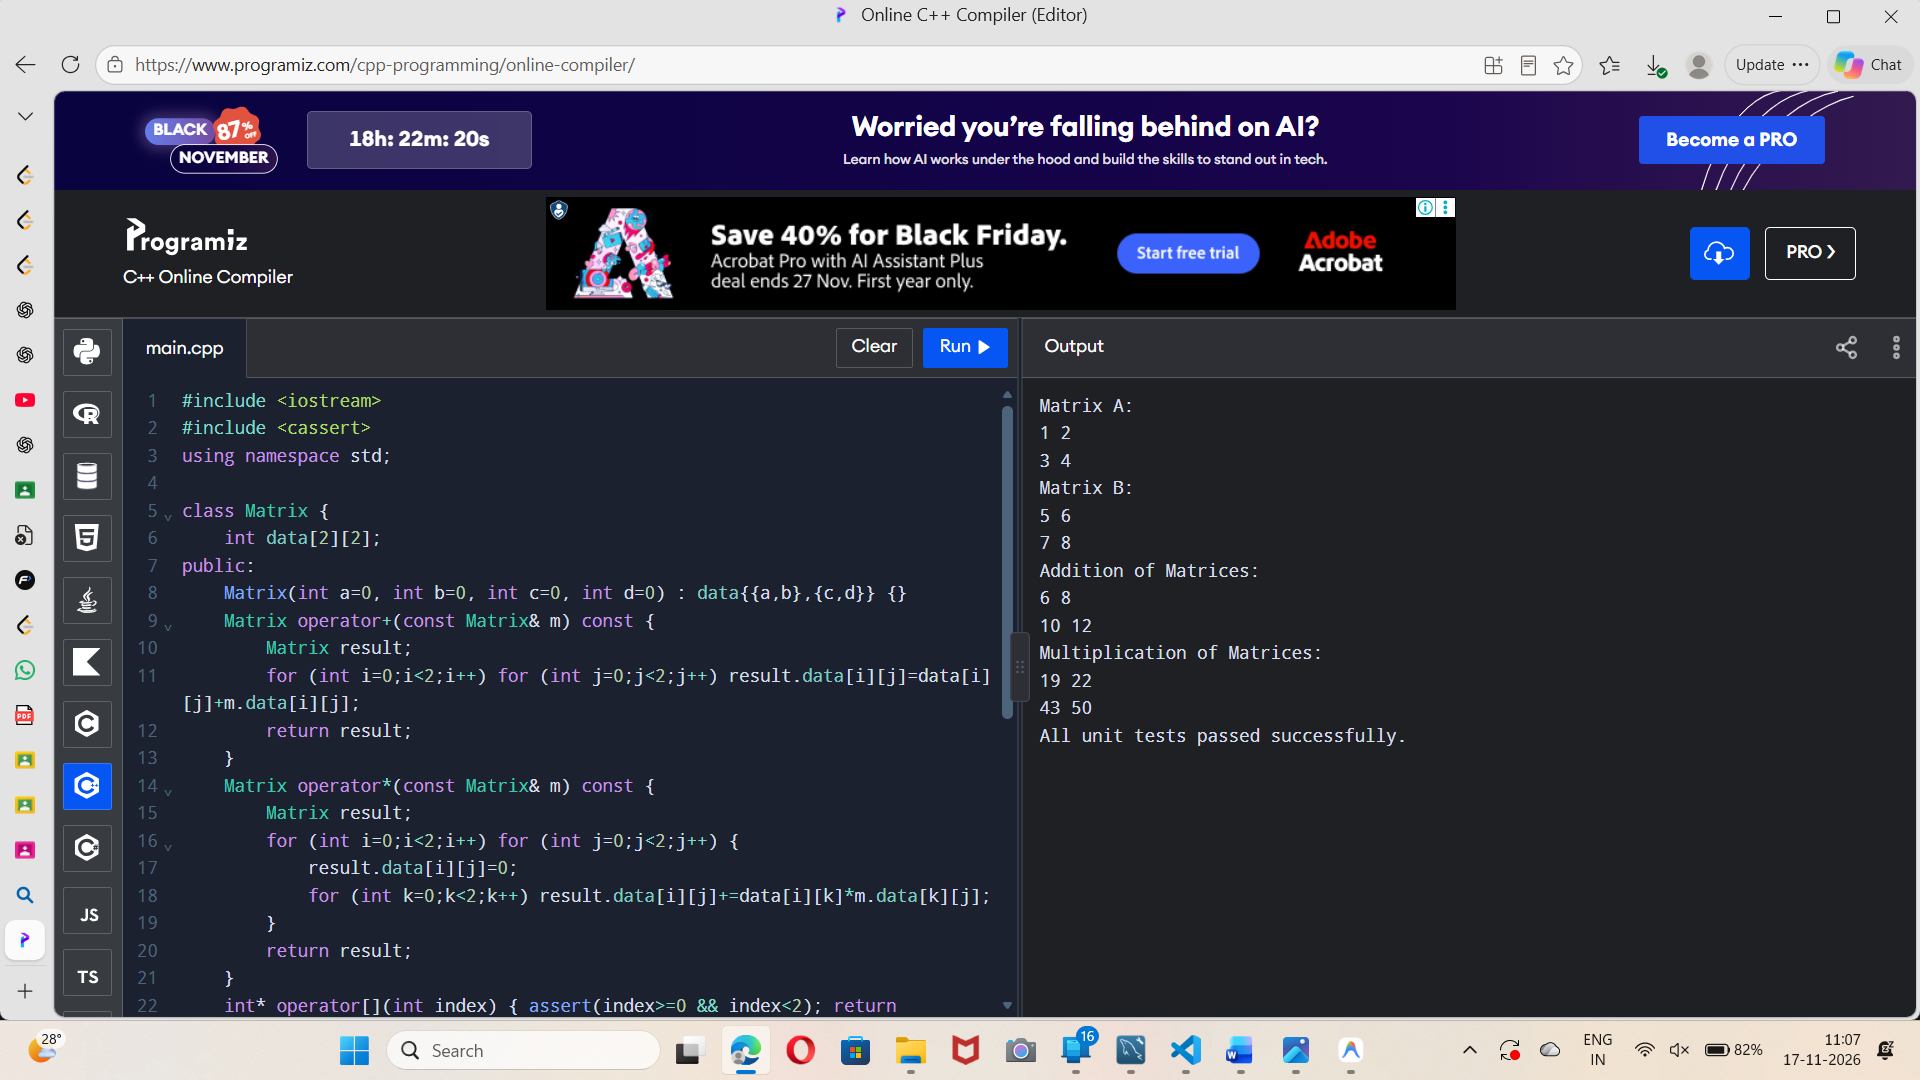 Online C++ Compiler (Editor)
https://www.programiz.com/cpp-programming/online-compiler/
Update
Chat
BLACK
87% OFF
NOVEMBER
18h: 22m: 20s
Worried you're falling behind on AI?
Learn how AI works under the hood and build the skills to stand out in tech.
Become a PRO
Programiz
C++ Online Compiler
Save 40% for Black Friday.
Acrobat Pro with AI Assistant Plus
deal ends 27 Nov. First year only.
Start free trial
Adobe
Acrobat
PRO
main.cpp
Clear
Run
Output
1 #include <iostream>
2 #include <cassert>
3 using namespace std;
4
5 class Matrix {
6 int data[2][2];
7 public:
8 Matrix(int a=0, int b=0, int c=0, int d=0) : data{{a,b},{c,d}} {}
9 Matrix operator+(const Matrix& m) const {
10 Matrix result;
11 for (int i=0;i<2;i++) for (int j=0;j<2;j++) result.data[i][j]=data[i]
[j]+m.data[i][j];
12 return result;
13 }
14 Matrix operator*(const Matrix& m) const {
15 Matrix result;
16 for (int i=0;i<2;i++) for (int j=0;j<2;j++) {
17 result.data[i][j]=0;
18 for (int k=0;k<2;k++) result.data[i][j]+=data[i][k]*m.data[k][j];
19 }
20 return result;
21 }
22 int* operator[](int index) { assert(index>=0 && index<2); return
Matrix A:
1 2
3 4
Matrix B:
5 6
7 8
Addition of Matrices:
6 8
10 12
Multiplication of Matrices:
19 22
43 50
All unit tests passed successfully.
JS
TS
PDF
28°
Search
16
ENG
IN
82%
11:07
17-11-2026